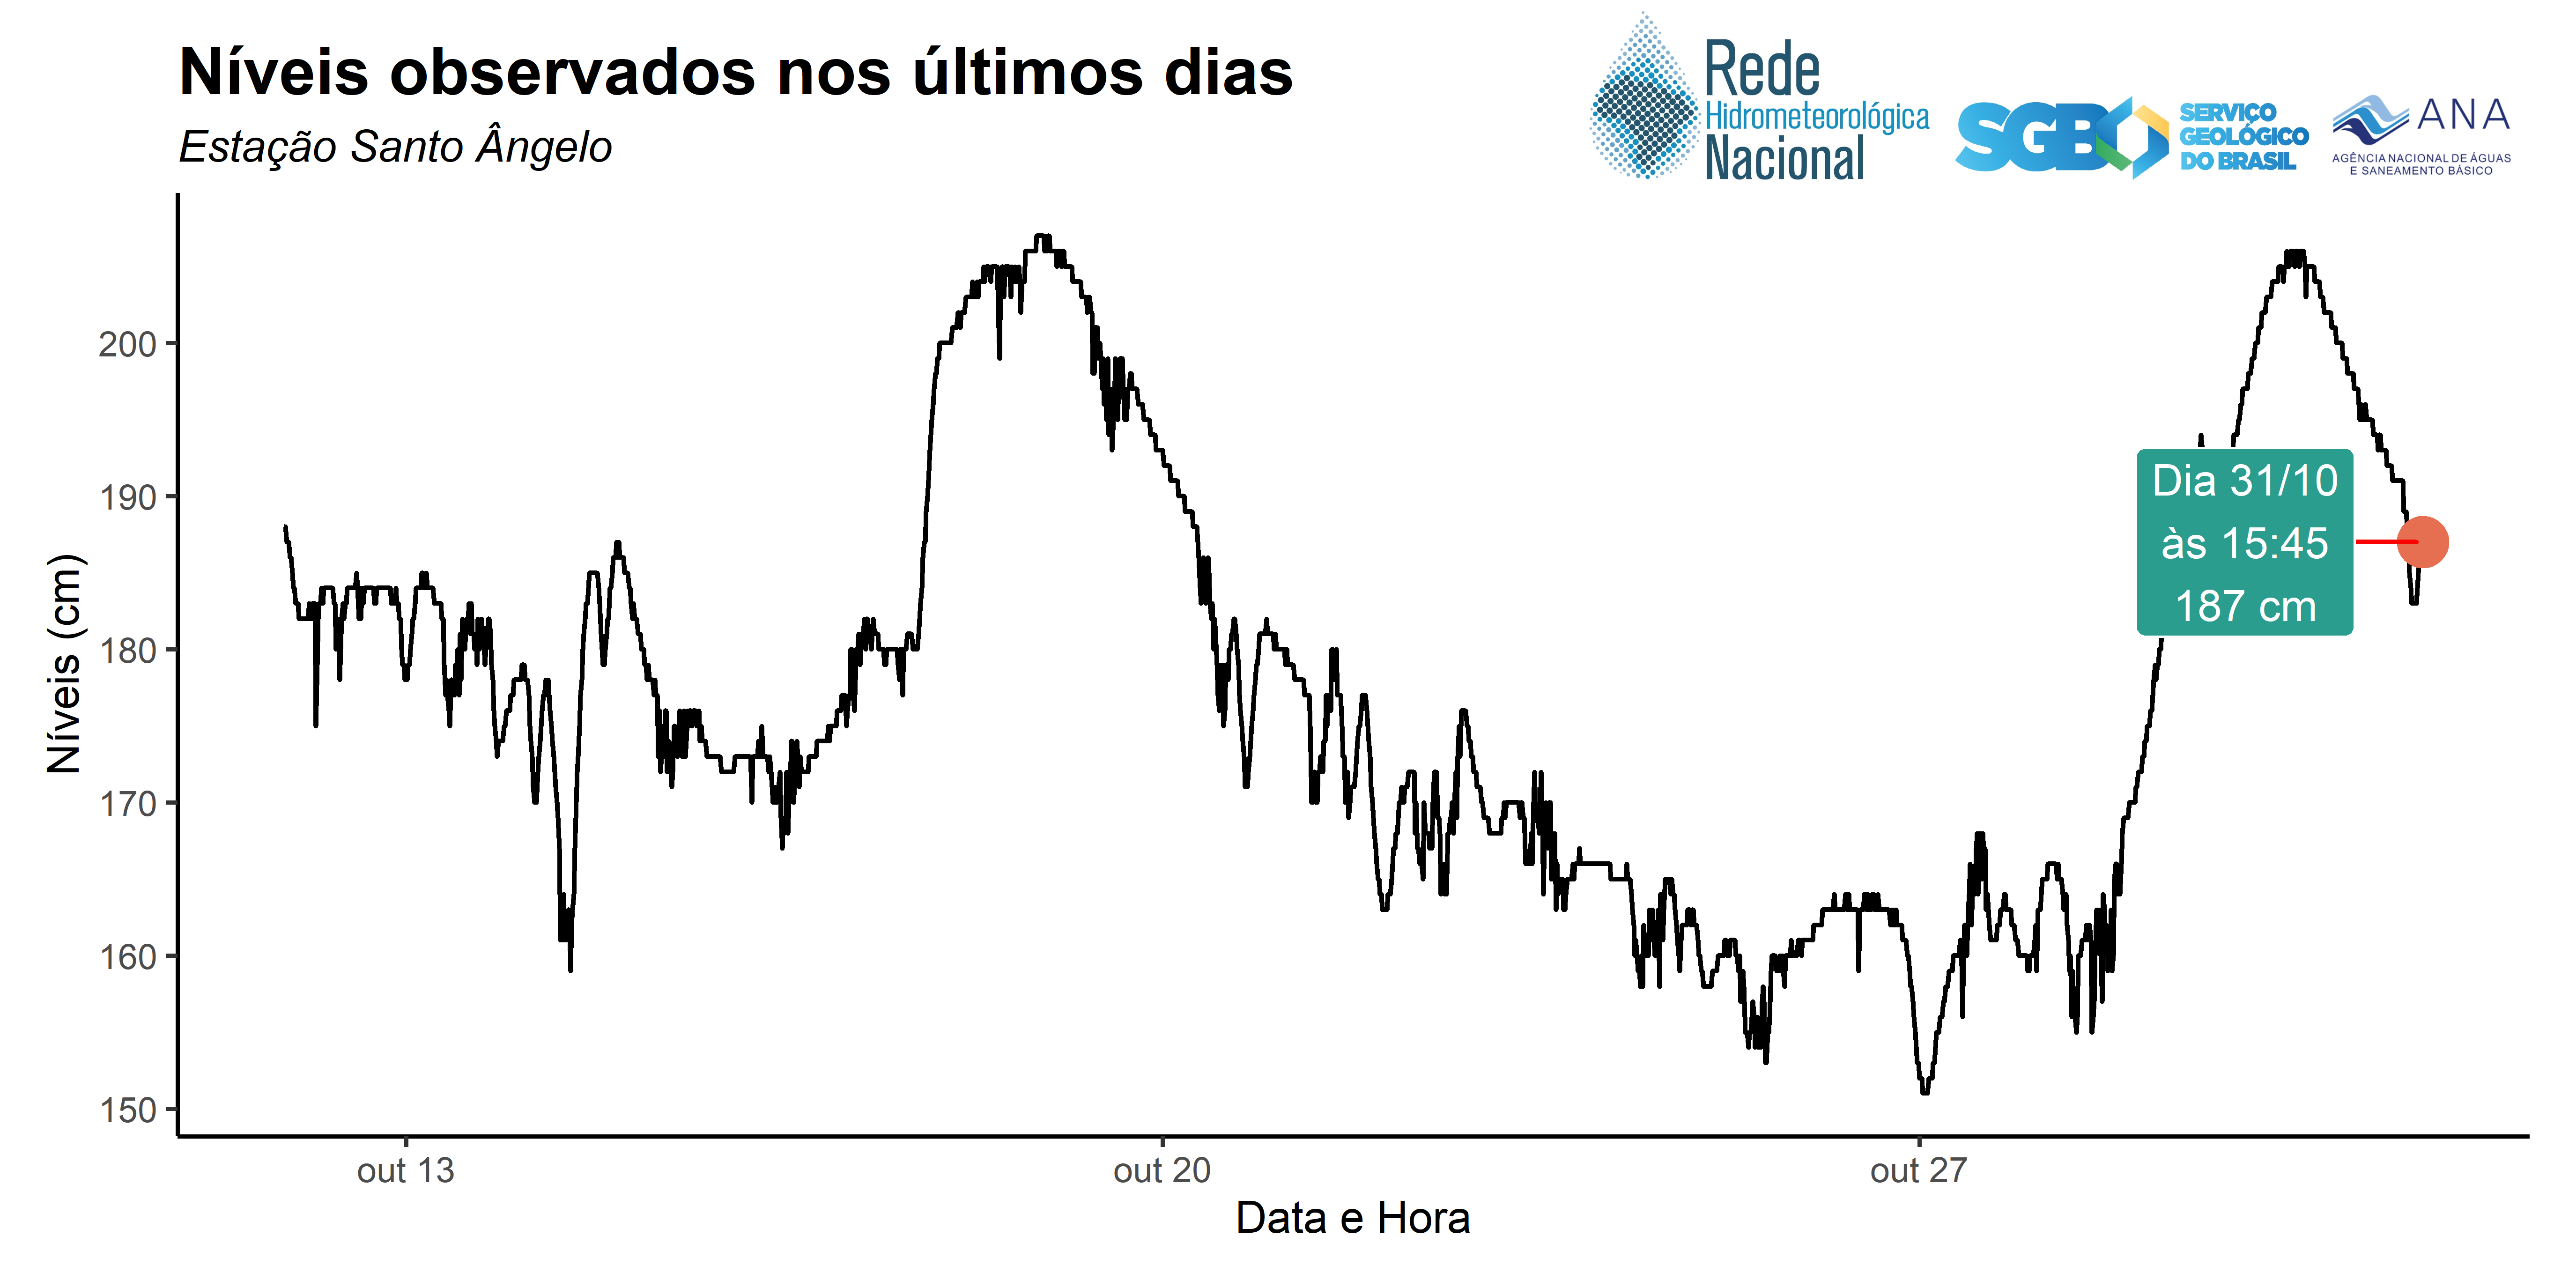 Níveis observados nos últimos dias
Estação Santo Ângelo
Rede
Hidrometeorológica
Nacional
SGB
SERVIÇO
GEOLÓGICO
DO BRASIL
ANA
AGÊNCIA NACIONAL DE ÁGUAS
E SANEAMENTO BÁSICO
Níveis (cm)
200
190
180
170
160
150
Dia 31/10
às 15:45
187 cm
out 13
out 20
out 27
Data e Hora